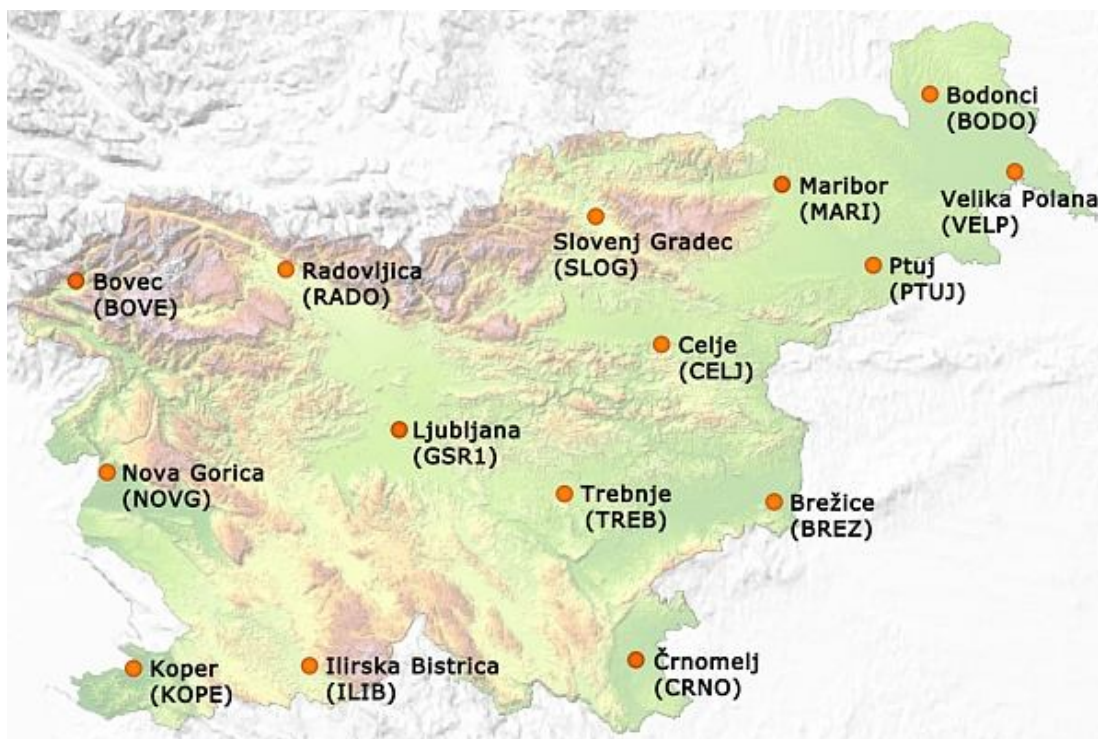 Bodonci
(BODO)
Maribor
(MARI)
Velika Polana
(VELP)
Slovenj Gradec
(SLOG)
Ptuj
(PTUJ)
Radovljica
(RADO)
Bovec
(BOVE)
Celje
(CELJ)
Ljubljana
(GSR1)
Nova Gorica
(NOVG)
Trebnje
(TREB)
Brežice
(BREZ)
Koper
(KOPE)
Ilirska Bistrica
(ILIB)
Črnomelj
(CRNO)